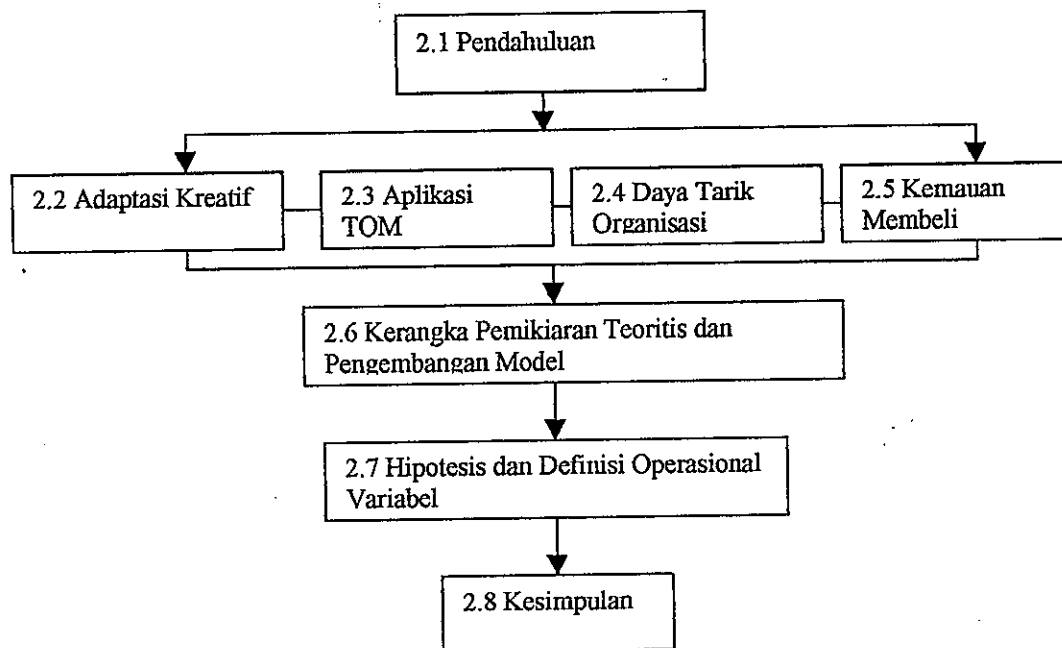 2.1 Pendahuluan
2.2 Adaptasi Kreatif
2.3 Aplikasi
TOM
2.4 Daya Tarik
Organisasi
2.5 Kemauan
Membeli
2.6 Kerangka Pemikiaran Teoritis dan
Pengembangan Model
2.7 Hipotesis dan Definisi Operasional
Variabel
2.8 Kesimpulan